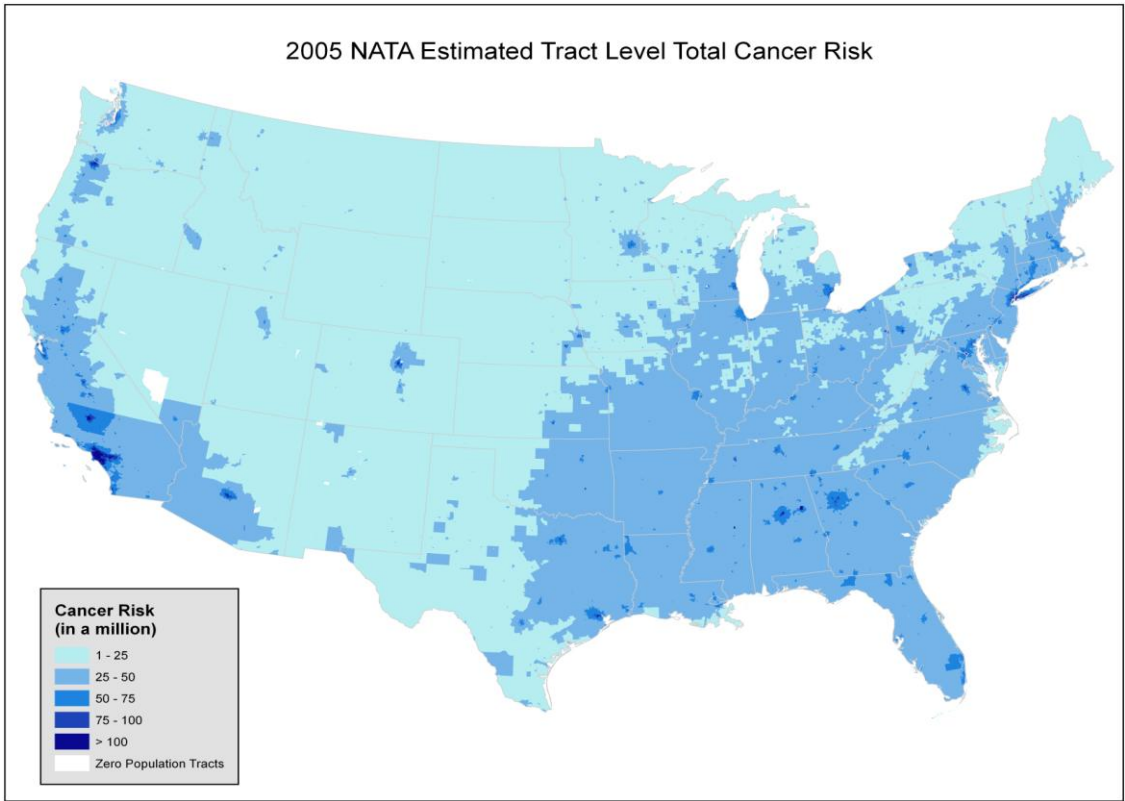 2005 NATA Estimated Tract Level Total Cancer Risk
Cancer Risk
(in a million)
1 - 25
25 - 50
50 - 75
75 - 100
> 100
Zero Population Tracts